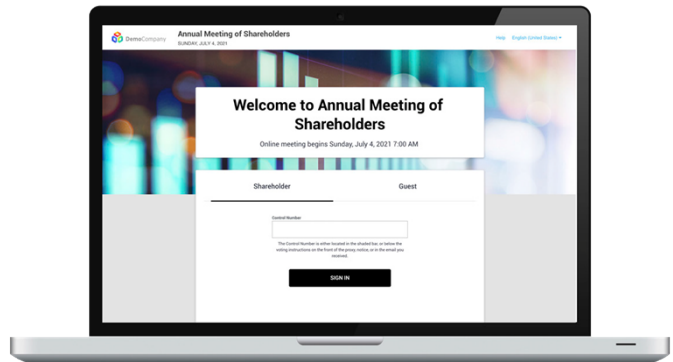 DemoCompany
Annual Meeting of Shareholders
SUNDAY, JULY 4, 2021
Help English (United States)
Welcome to Annual Meeting of
Shareholders
Online meeting begins Sunday, July 4, 2021 7:00 AM
Shareholder Guest
Control Number
The Control Number is either located in the shaded bar, or below the
voting instructions on the front of the proxy, notice, or in the email you
received.
SIGN IN